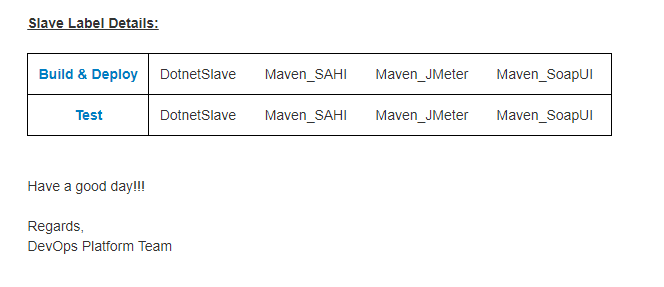 Slave Label Details:
Build & Deploy DotnetSlave Maven_SAHI Maven_JMeter Maven_SoapUI
Test DotnetSlave Maven_SAHI Maven_JMeter Maven_SoapUI
Have a good day!!!
Regards,
DevOps Platform Team